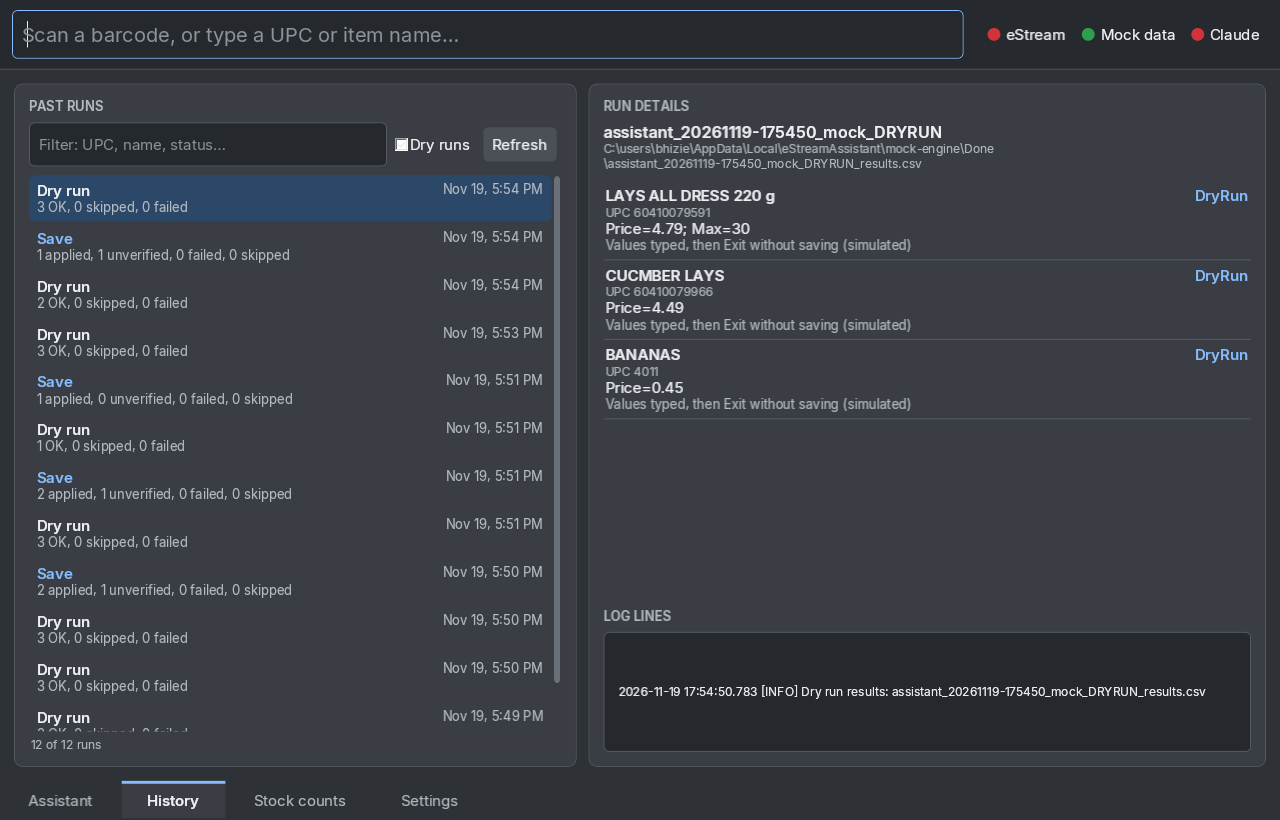 Scan a barcode, or type a UPC or item name...
eStream
Mock data
Claude
PAST RUNS
Filter: UPC, name, status...
Dry runs
Refresh
Dry run
Nov 19, 5:54 PM
3 OK, 0 skipped, 0 failed
Save
Nov 19, 5:54 PM
1 applied, 1 unverified, 0 failed, 0 skipped
Dry run
Nov 19, 5:54 PM
2 OK, 0 skipped, 0 failed
Dry run
Nov 19, 5:53 PM
3 OK, 0 skipped, 0 failed
Save
Nov 19, 5:51 PM
1 applied, 0 unverified, 0 failed, 0 skipped
Dry run
Nov 19, 5:51 PM
1 OK, 0 skipped, 0 failed
Save
Nov 19, 5:51 PM
2 applied, 1 unverified, 0 failed, 0 skipped
Dry run
Nov 19, 5:51 PM
3 OK, 0 skipped, 0 failed
Save
Nov 19, 5:50 PM
2 applied, 1 unverified, 0 failed, 0 skipped
Dry run
Nov 19, 5:50 PM
3 OK, 0 skipped, 0 failed
Dry run
Nov 19, 5:50 PM
3 OK, 0 skipped, 0 failed
Dry run
Nov 19, 5:49 PM
OK, 0 skipped, 0 failed
12 of 12 runs
RUN DETAILS
assistant_20261119-175450_mock_DRYRUN
C:\users\bhizie\AppData\Local\eStreamAssistant\mock-engine\Done
\assistant_20261119-175450_mock_DRYRUN_results.csv
LAYS ALL DRESS 220 g
DryRun
UPC 60410079591
Price=4.79; Max=30
Values typed, then Exit without saving (simulated)
CUCMBER LAYS
DryRun
UPC 60410079966
Price=4.49
Values typed, then Exit without saving (simulated)
BANANAS
DryRun
UPC 4011
Price=0.45
Values typed, then Exit without saving (simulated)
LOG LINES
2026-11-19 17:54:50.783 [INFO] Dry run results: assistant_20261119-175450_mock_DRYRUN_results.csv
Assistant
History
Stock counts
Settings